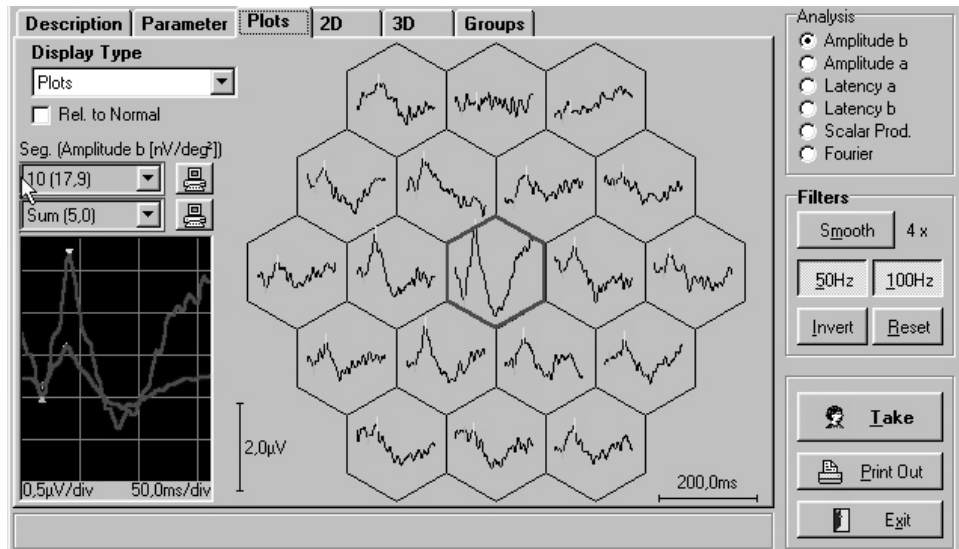 Description Parameter Plots 2D 3D Groups
Display Type
Plots
Rel. to Normal
Seg. (Amplitude b [nV/deg²])
10 (17,9)
Sum (5,0)
0,5µV/div 50,0ms/div
2,0µV
200,0ms
Analysis
Amplitude b
Amplitude a
Latency a
Latency b
Scalar Prod.
Fourier
Filters
Smooth 4 x
50Hz 100Hz
Invert Reset
Take
Print Out
Exit